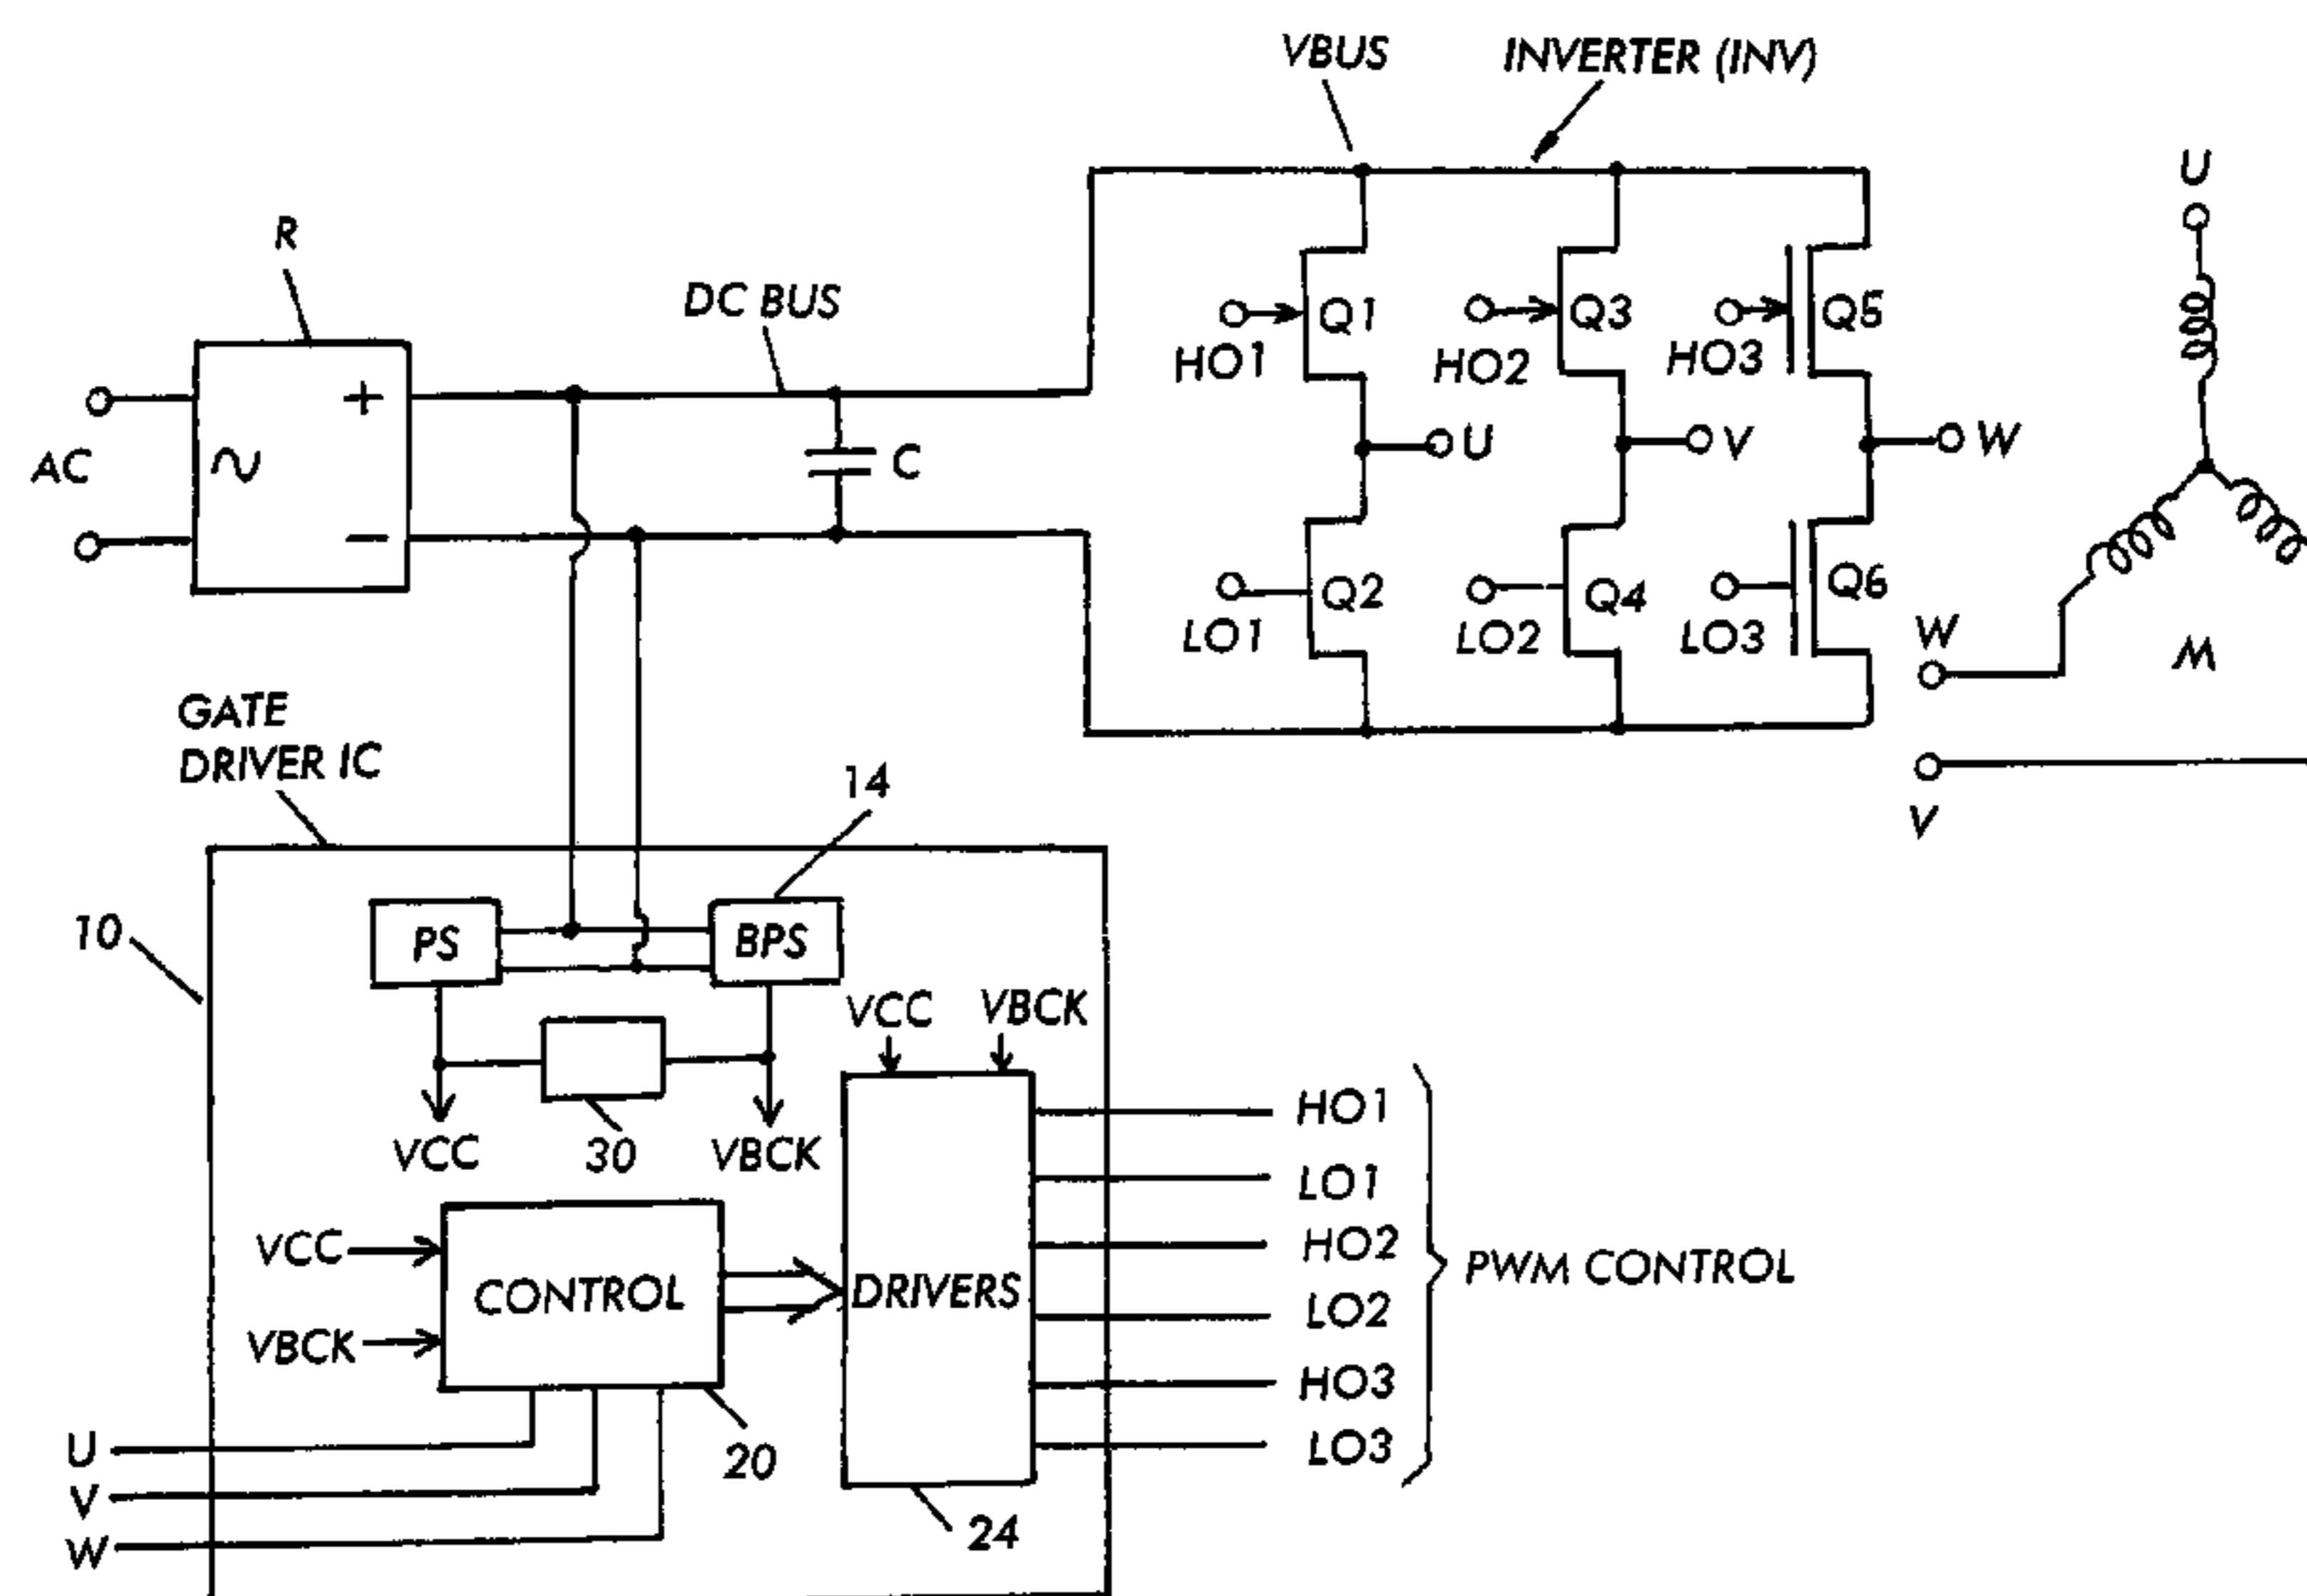 VBUS
INVERTER (INV)
U
R
DC BUS
Q1
Q3
Q5
HO1
HO2
HO3
+
AC
C
U
V
W
−
Q2
Q4
Q6
LO1
LO2
LO3
W
M
V
GATE
DRIVER IC
14
10
PS
BPS
VCC
VBCK
VCC
30
VBCK
HO1
LO1
VCC
HO2
CONTROL
DRIVERS
PWM CONTROL
VBCK
LO2
HO3
U
20
LO3
V
24
W